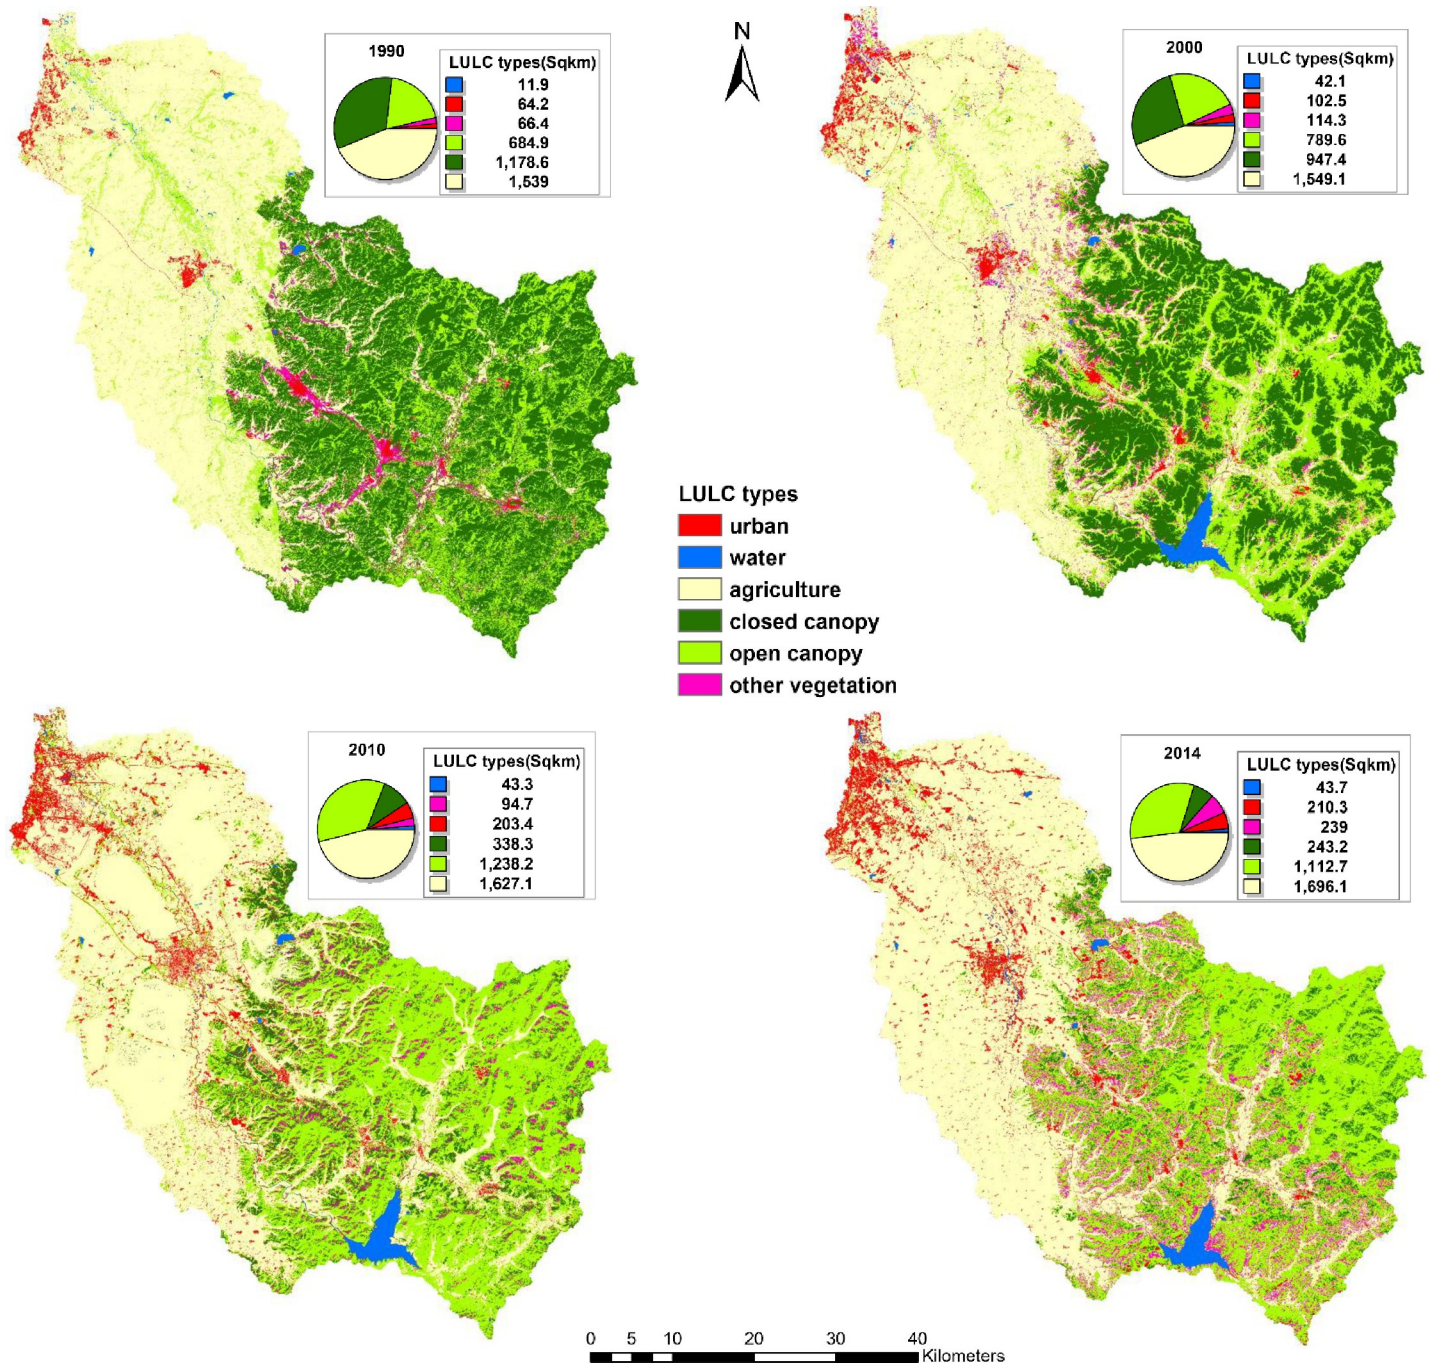 N
1990
LULC types(Sqkm)
11.9
64.2
66.4
684.9
1,178.6
1,539
2000
LULC types(Sqkm)
42.1
102.5
114.3
789.6
947.4
1,549.1
LULC types
urban
water
agriculture
closed canopy
open canopy
other vegetation
2010
LULC types(Sqkm)
43.3
94.7
203.4
338.3
1,238.2
1,627.1
2014
LULC types(Sqkm)
43.7
210.3
239
243.2
1,112.7
1,696.1
0 5 10 20 30 40
Kilometers